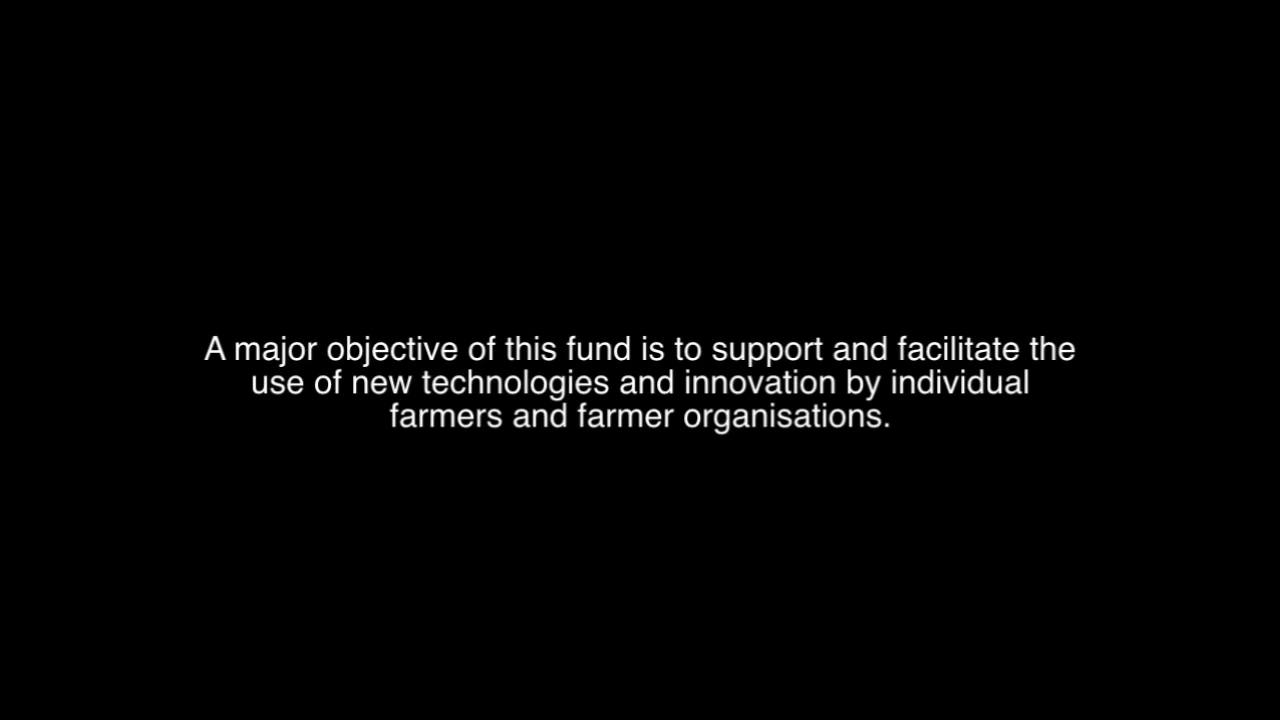 A major objective of this fund is to support and facilitate the
use of new technologies and innovation by individual
farmers and farmer organisations.